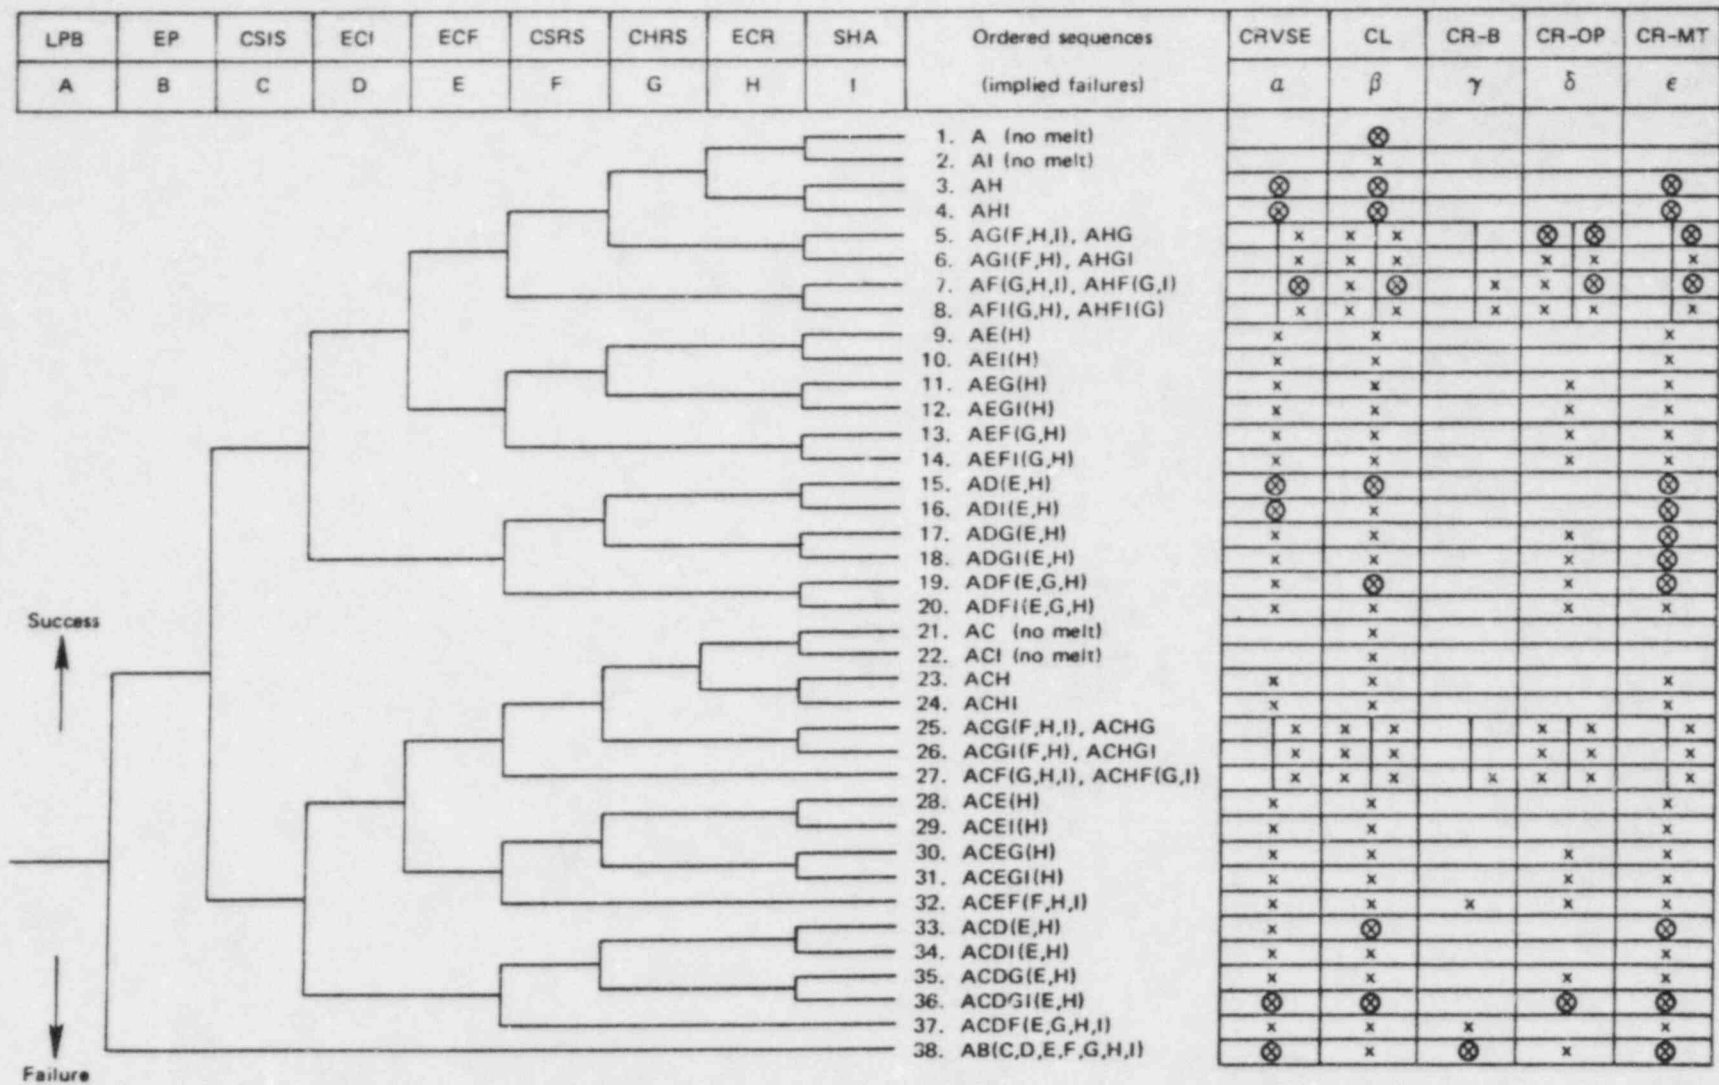 LPB EP CSIS ECI ECF CSRS CHRS ECR SHA Ordered sequences CRVSE CL CR-B CR-OP CR-MT
A B C D E F G H I (implied failures) α β γ δ ε
1. A (no melt) ⊗
2. AI (no melt) x
3. AH ⊗ ⊗ ⊗
4. AHI ⊗ ⊗ ⊗
5. AG(F,H,I), AHG x x x ⊗ ⊗ ⊗
6. AGI(F,H), AHGI x x x x x x
7. AF(G,H,I), AHF(G,I) ⊗ x ⊗ x x ⊗ ⊗
8. AFI(G,H), AHFI(G) x x x x x x x
9. AE(H) x x x
10. AEI(H) x x x
11. AEG(H) x x x x
12. AEGI(H) x x x x
13. AEF(G,H) x x x x
14. AEFI(G,H) x x x x
15. AD(E,H) ⊗ ⊗ ⊗
16. ADI(E,H) ⊗ x ⊗
17. ADG(E,H) x x x ⊗
18. ADGI(E,H) x x x ⊗
19. ADF(E,G,H) x ⊗ x ⊗
20. ADFI(E,G,H) x x x x
Success
21. AC (no melt) x
22. ACI (no melt) x
23. ACH x x x
24. ACHI x x x
25. ACG(F,H,I), ACHG x x x x x x
26. ACGI(F,H), ACHGI x x x x x x
27. ACF(G,H,I), ACHF(G,I) x x x x x x x
28. ACE(H) x x x
29. ACEI(H) x x x
30. ACEG(H) x x x x
31. ACEGI(H) x x x x
32. ACEF(F,H,I) x x x x x
33. ACD(E,H) x ⊗ ⊗
34. ACDI(E,H) x x x
35. ACDG(E,H) x x x x
36. ACDGI(E,H) ⊗ ⊗ ⊗ ⊗
37. ACDF(E,G,H,I) x x x x
38. AB(C,D,E,F,G,H,I) ⊗ x ⊗ x ⊗
Failure